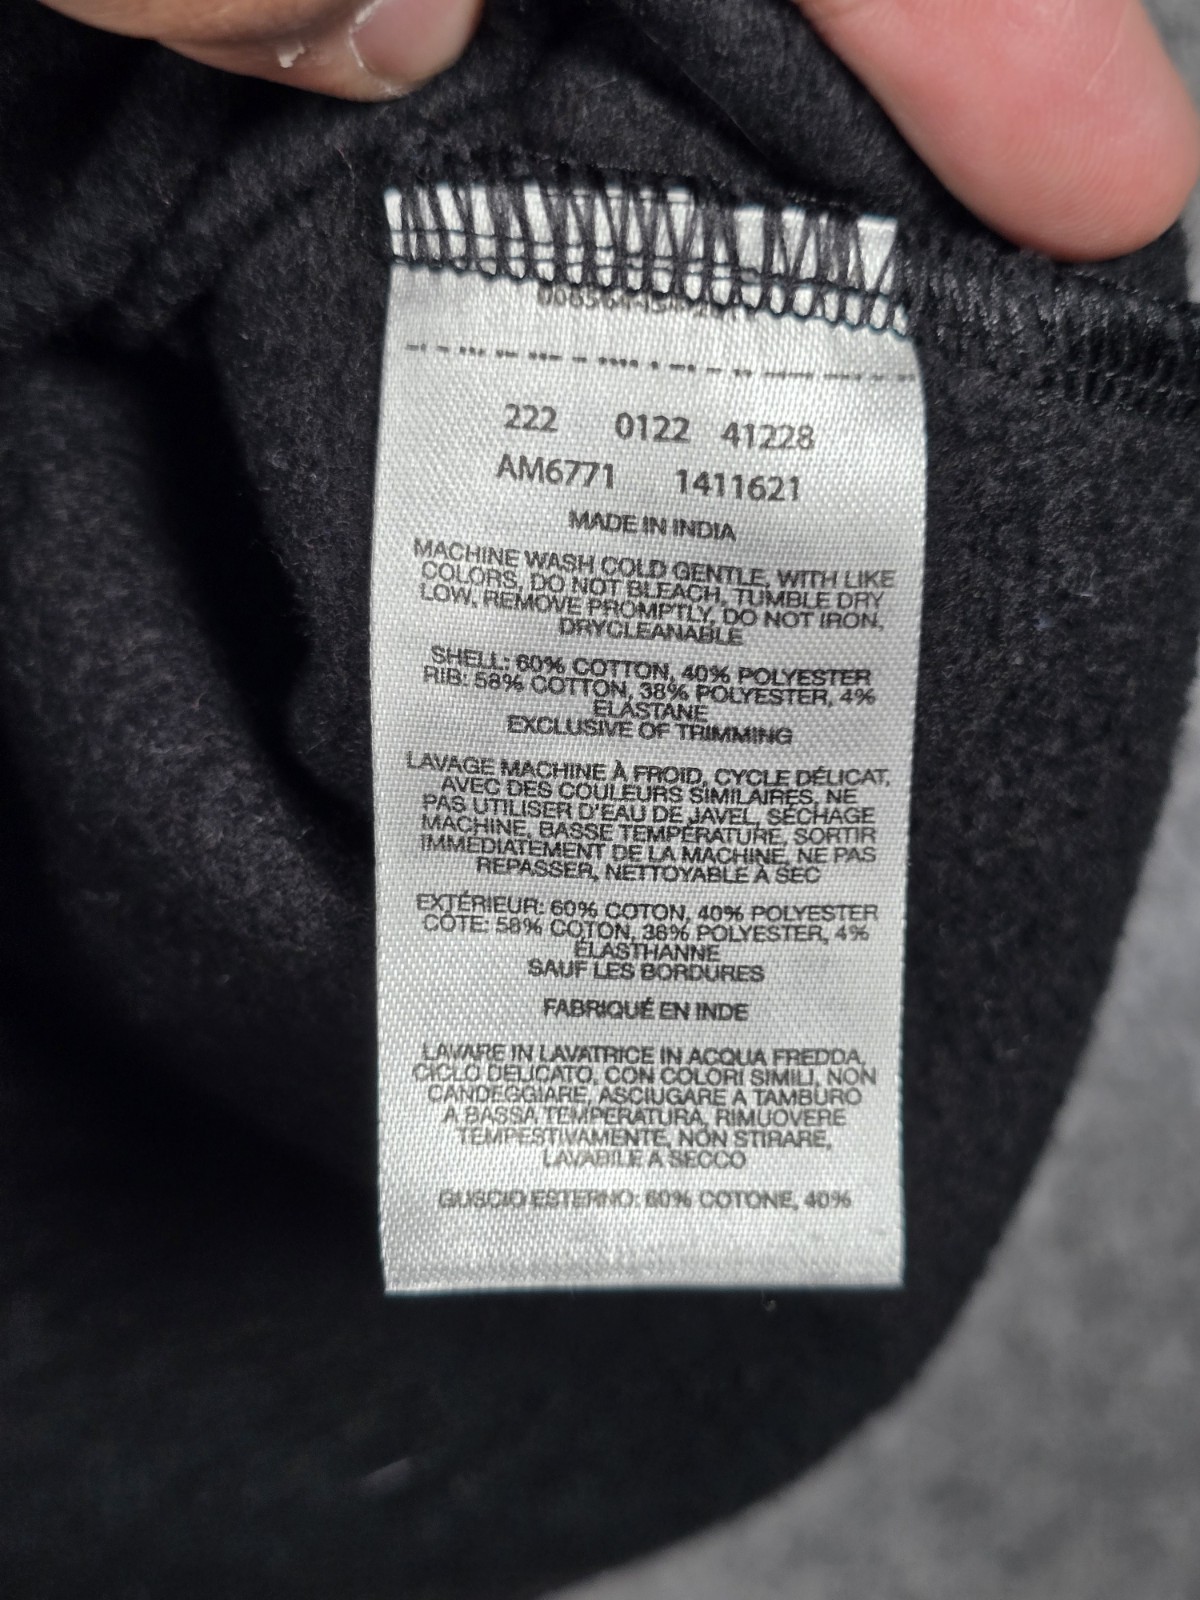 222 0122 41228
AM6771 1411621
MADE IN INDIA
MACHINE WASH COLD GENTLE, WITH LIKE
COLORS, DO NOT BLEACH, TUMBLE DRY
LOW, REMOVE PROMPTLY, DO NOT IRON,
DRYCLEANABLE
SHELL: 60% COTTON, 40% POLYESTER
RIB: 58% COTTON, 38% POLYESTER, 4%
ELASTANE
EXCLUSIVE OF TRIMMING
LAVAGE MACHINE À FROID, CYCLE DÉLICAT,
AVEC DES COULEURS SIMILAIRES, NE
PAS UTILISER D'EAU DE JAVEL, SÉCHAGE
MACHINE, BASSE TEMPÉRATURE, SORTIR
IMMÉDIATEMENT DE LA MACHINE, NE PAS
REPASSER, NETTOYABLE À SEC
EXTÉRIEUR: 60% COTON, 40% POLYESTER
CÔTE: 58% COTON, 38% POLYESTER, 4%
ÉLASTHANNE
SAUF LES BORDURES
FABRIQUÉ EN INDE
LAVARE IN LAVATRICE IN ACQUA FREDDA,
CICLO DELICATO, CON COLORI SIMILI, NON
CANDEGGIARE, ASCIUGARE A TAMBURO
A BASSA TEMPERATURA, RIMUOVERE
TEMPESTIVAMENTE, NON STIRARE,
LAVABILE A SECCO
GUSCIO ESTERNO: 60% COTONE, 40%